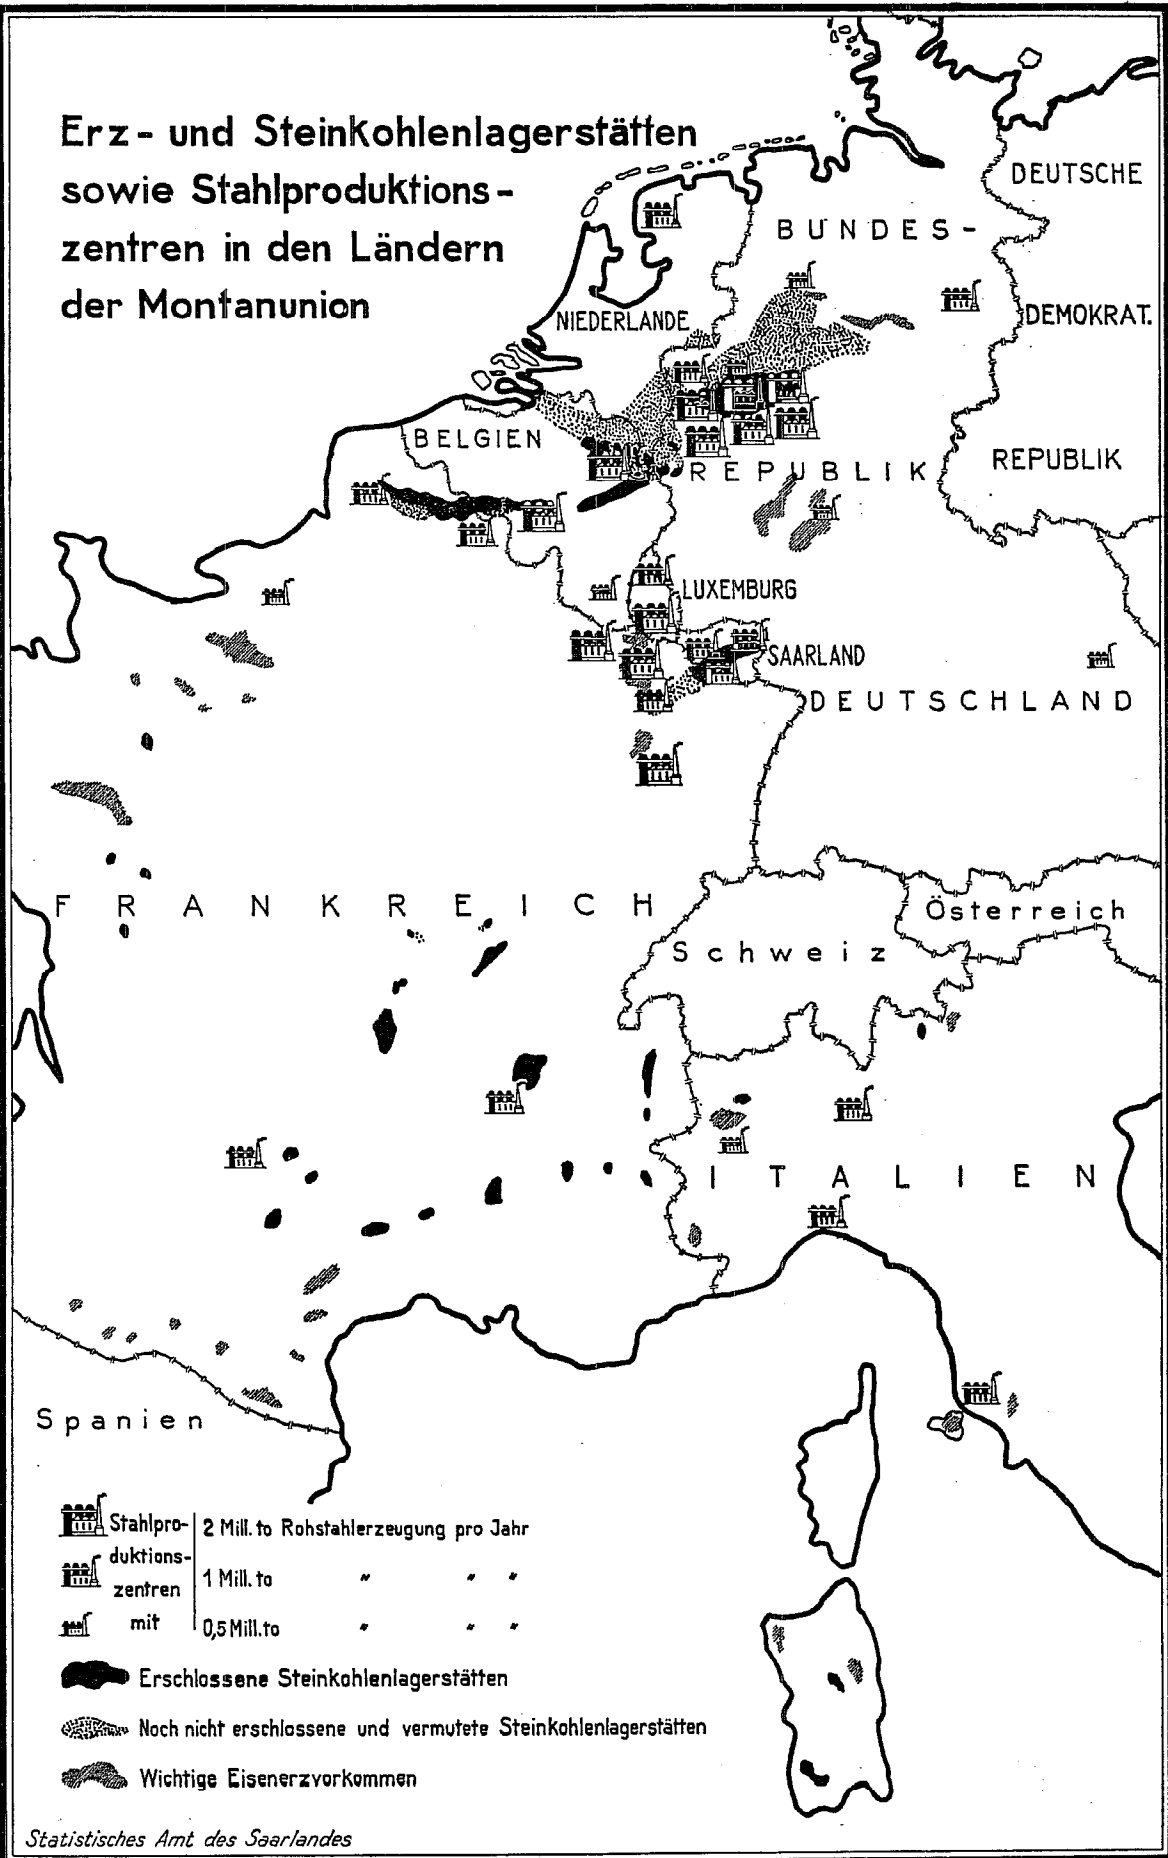 Erz- und Steinkohlenlagerstätten
sowie Stahlproduktions-
zentren in den Ländern
der Montanunion
DEUTSCHE
BUNDES-
NIEDERLANDE
DEMOKRAT.
BELGIEN
REPUBLIK
REPUBLIK
LUXEMBURG
SAARLAND
DEUTSCHLAND
FRANKREICH
Österreich
Schweiz
ITALIEN
Spanien
Stahlpro-
duktions-
zentren
mit
2 Mill. to Rohstahlerzeugung pro Jahr
1 Mill. to " " "
0,5 Mill. to " " "
Erschlossene Steinkohlenlagerstätten
Noch nicht erschlossene und vermutete Steinkohlenlagerstätten
Wichtige Eisenerzvorkommen
Statistisches Amt des Saarlandes